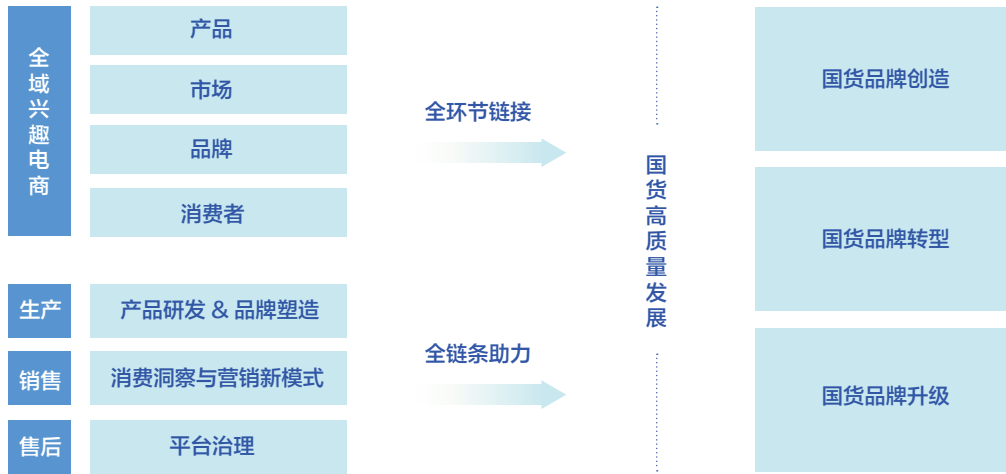 全域兴趣电商
产品
市场
品牌
消费者
生产
产品研发 & 品牌塑造
销售
消费洞察与营销新模式
售后
平台治理
全环节链接
全链条助力
国货高质量发展
国货品牌创造
国货品牌转型
国货品牌升级